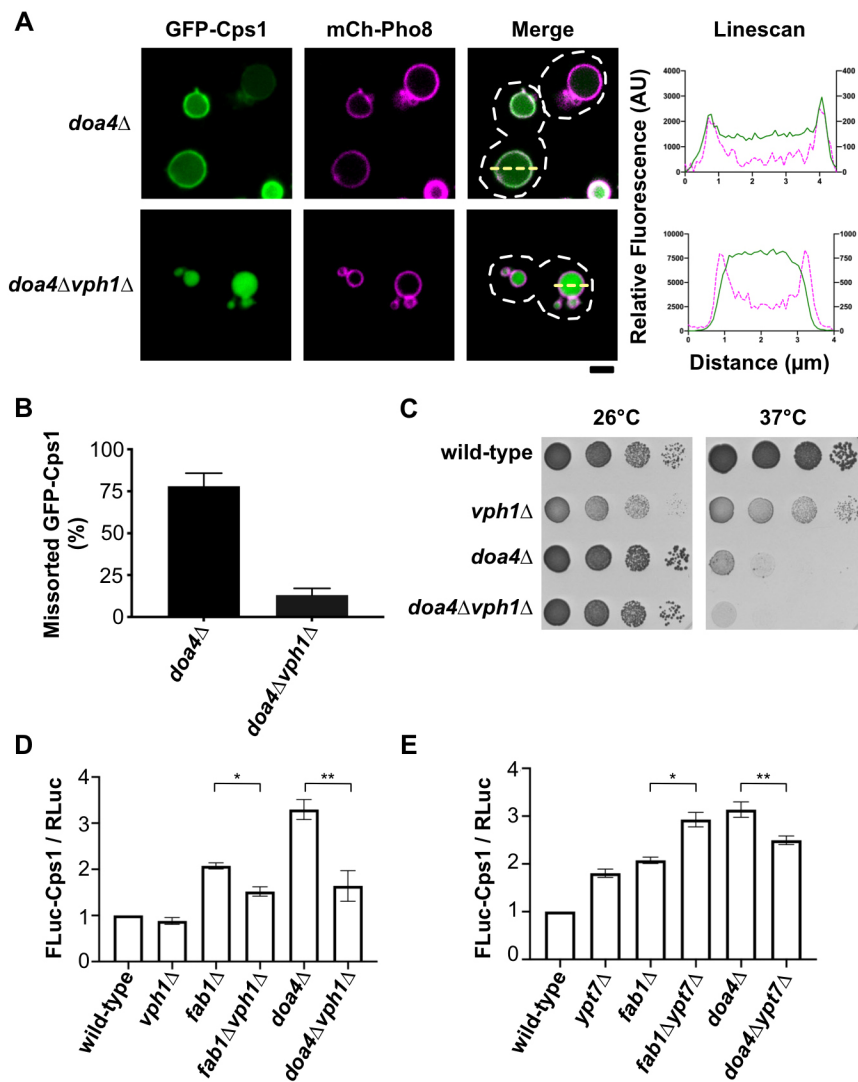 A
GFP-Cps1 mCh-Pho8 Merge Linescan
doa4Δ
doa4Δvph1Δ
Relative Fluorescence (AU)
4000 400
3000 300
2000 200
1000 100
0 0
0 1 2 3 4
10000 1000
7500 750
5000 500
2500 250
0 0
0 1 2 3 4
Distance (µm)
B
Missorted GFP-Cps1
(%)
100
75
50
25
0
doa4Δ
doa4Δvph1Δ
C
26°C 37°C
wild-type
vph1Δ
doa4Δ
doa4Δvph1Δ
D
FLuc-Cps1 / RLuc
4
3
2
1
0
* **
wild-type
vph1Δ
fab1Δ
fab1Δvph1Δ
doa4Δ
doa4Δvph1Δ
E
FLuc-Cps1 / RLuc
4
3
2
1
0
* **
wild-type
ypt7Δ
fab1Δ
fab1Δypt7Δ
doa4Δ
doa4Δypt7Δ